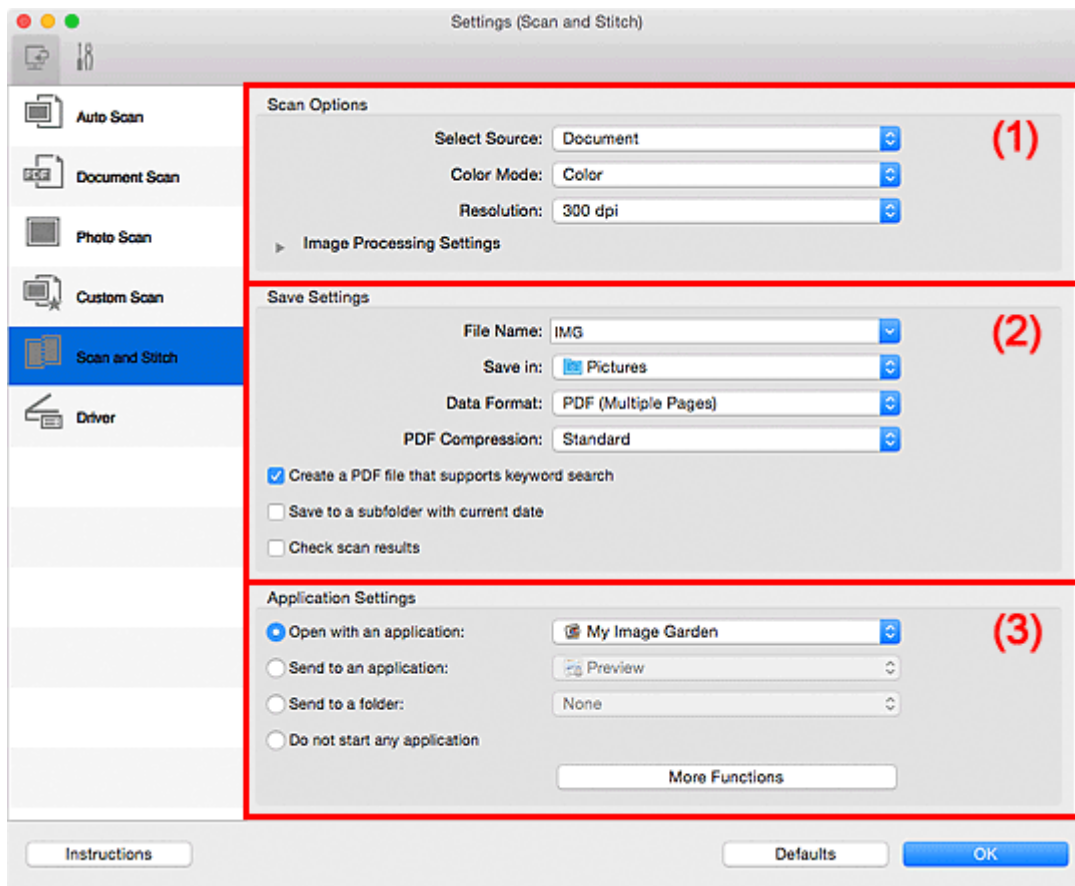 Settings (Scan and Stitch)
Auto Scan
Document Scan
Photo Scan
Custom Scan
Scan and Stitch
Driver
Scan Options
(1)
Select Source: Document
Color Mode: Color
Resolution: 300 dpi
Image Processing Settings
Save Settings
(2)
File Name: IMG
Save in: Pictures
Data Format: PDF (Multiple Pages)
PDF Compression: Standard
Create a PDF file that supports keyword search
Save to a subfolder with current date
Check scan results
Application Settings
(3)
Open with an application: My Image Garden
Send to an application: Preview
Send to a folder: None
Do not start any application
More Functions
Instructions Defaults OK